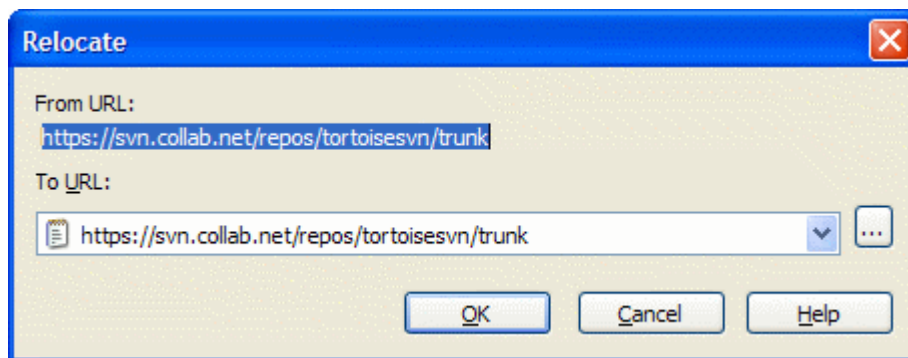 Relocate
From URL:
https://svn.collab.net/repos/tortoisesvn/trunk
To URL:
https://svn.collab.net/repos/tortoisesvn/trunk
...
OK Cancel Help